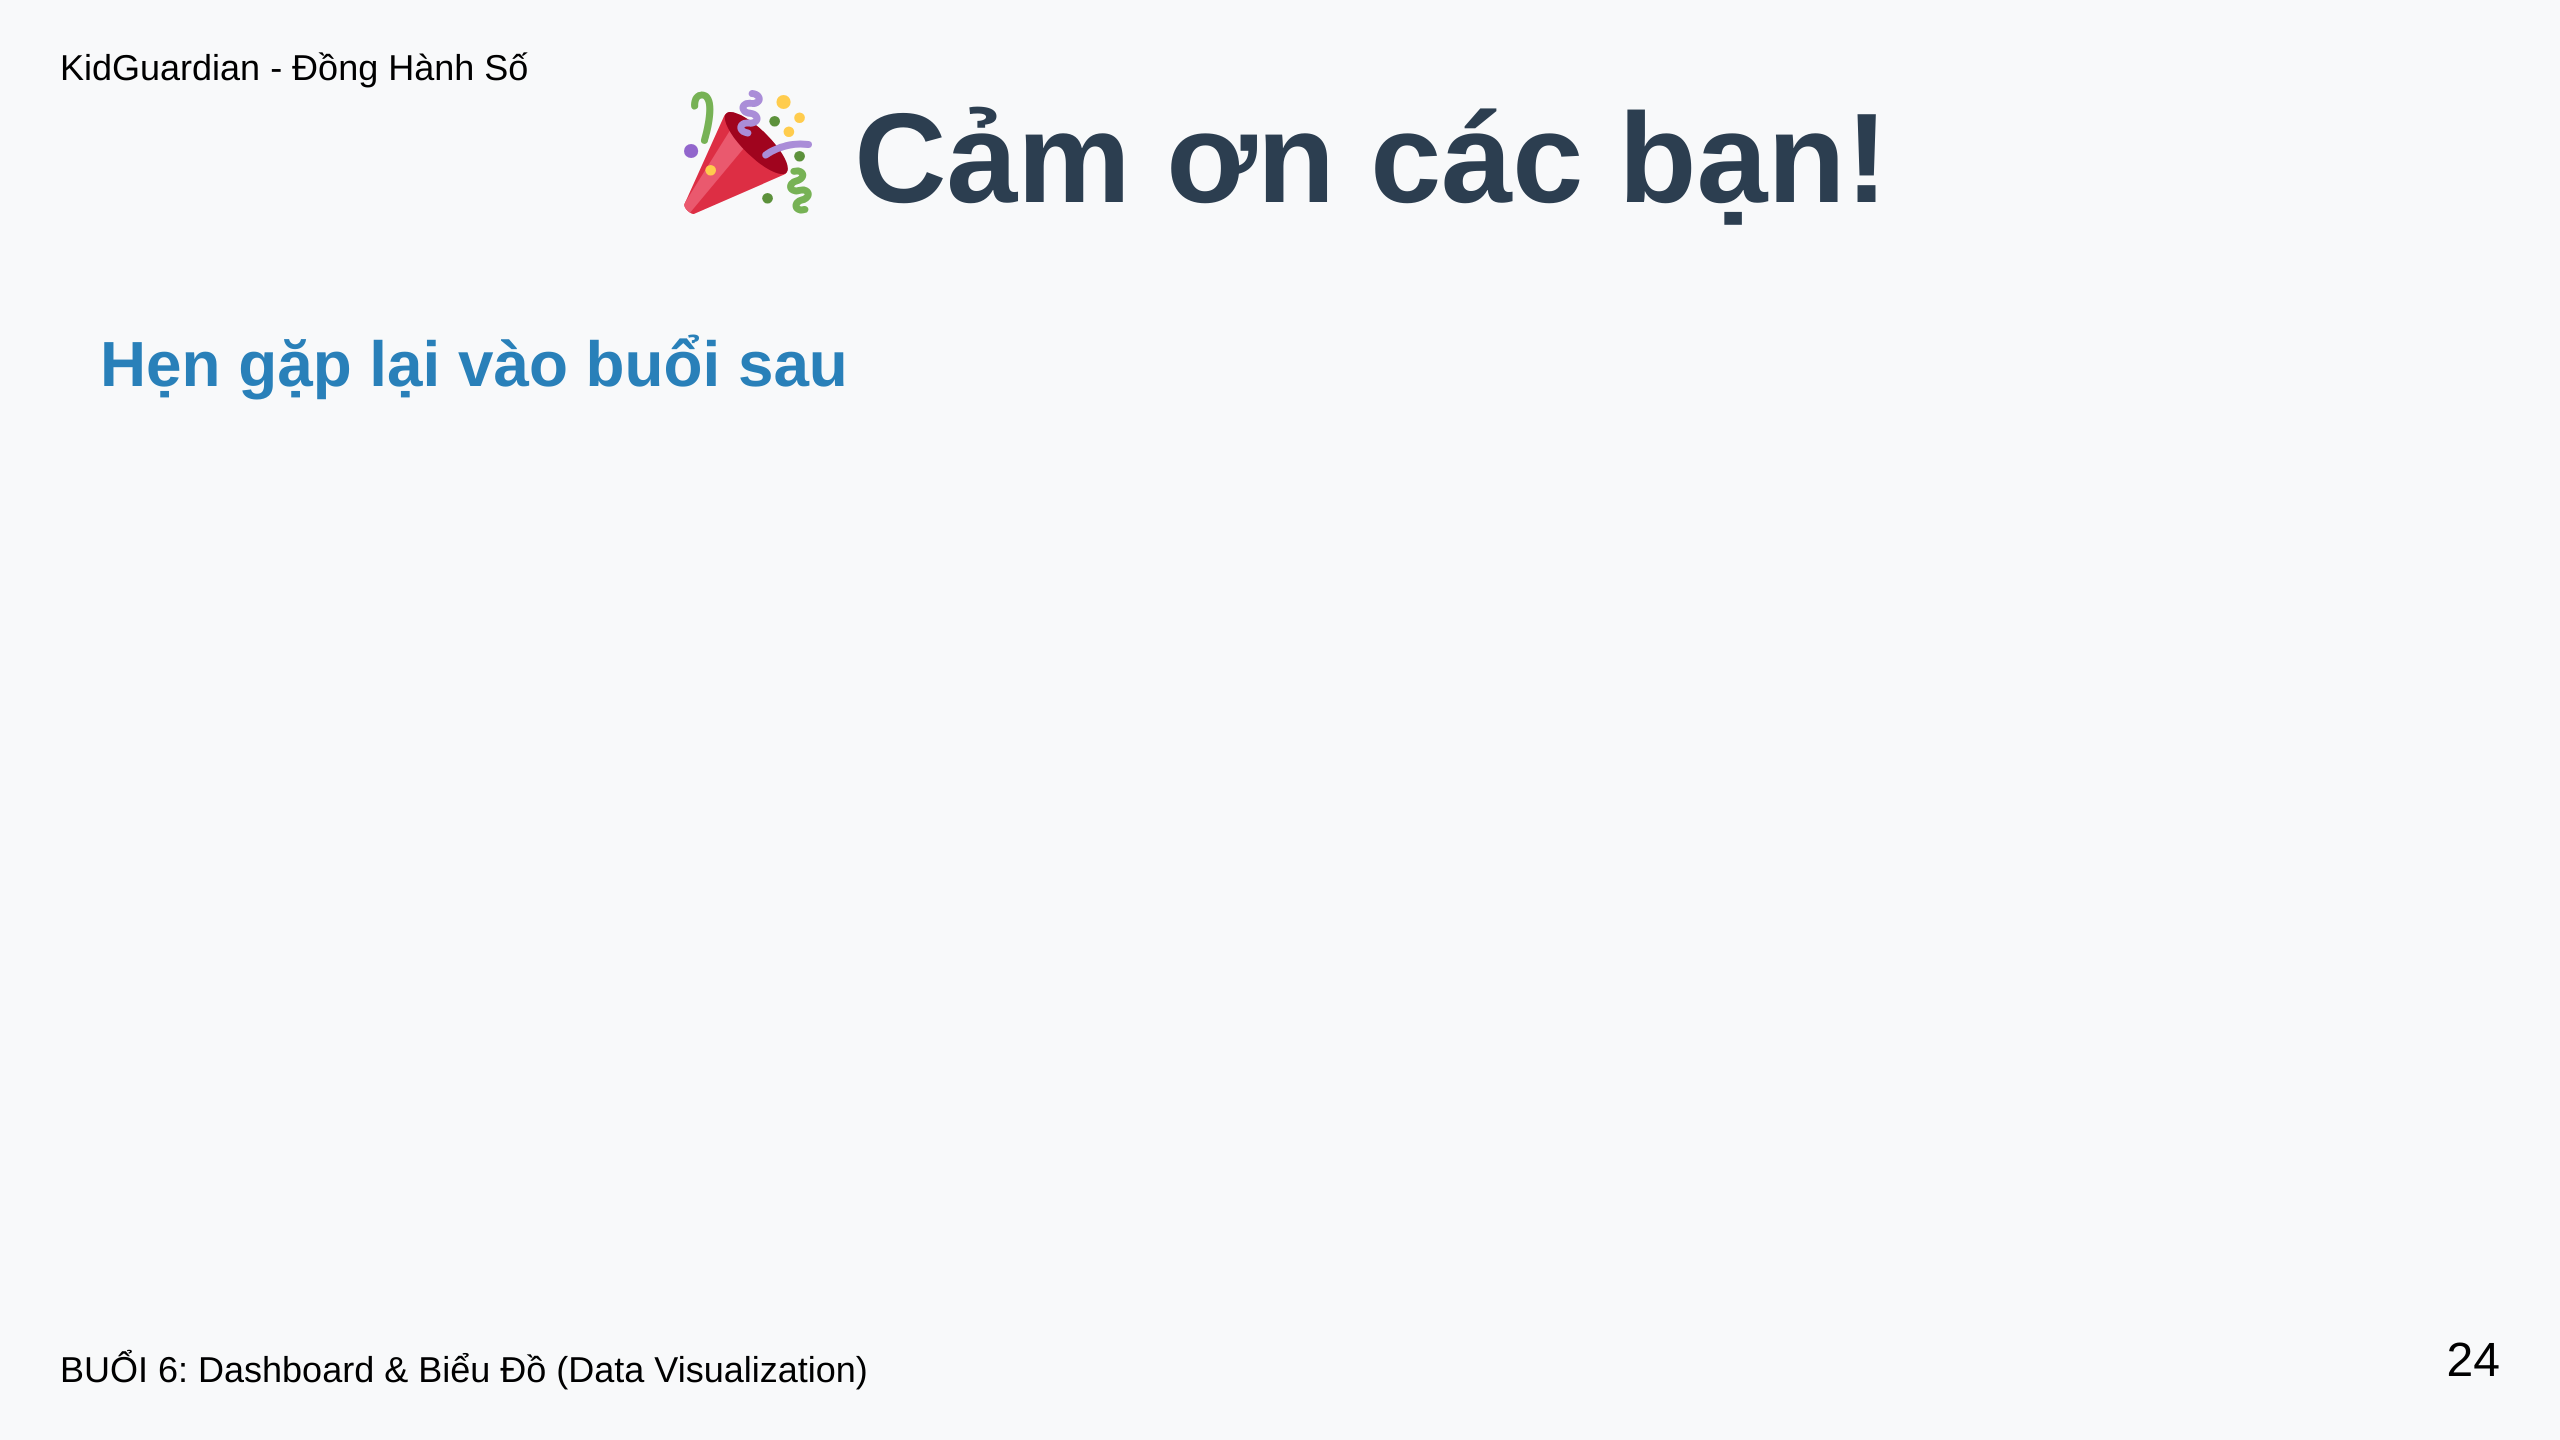 KidGuardian - Đồng Hành Số
🎉 Cảm ơn các bạn!
Hẹn gặp lại vào buổi sau
BUỔI 6: Dashboard & Biểu Đồ (Data Visualization)
24